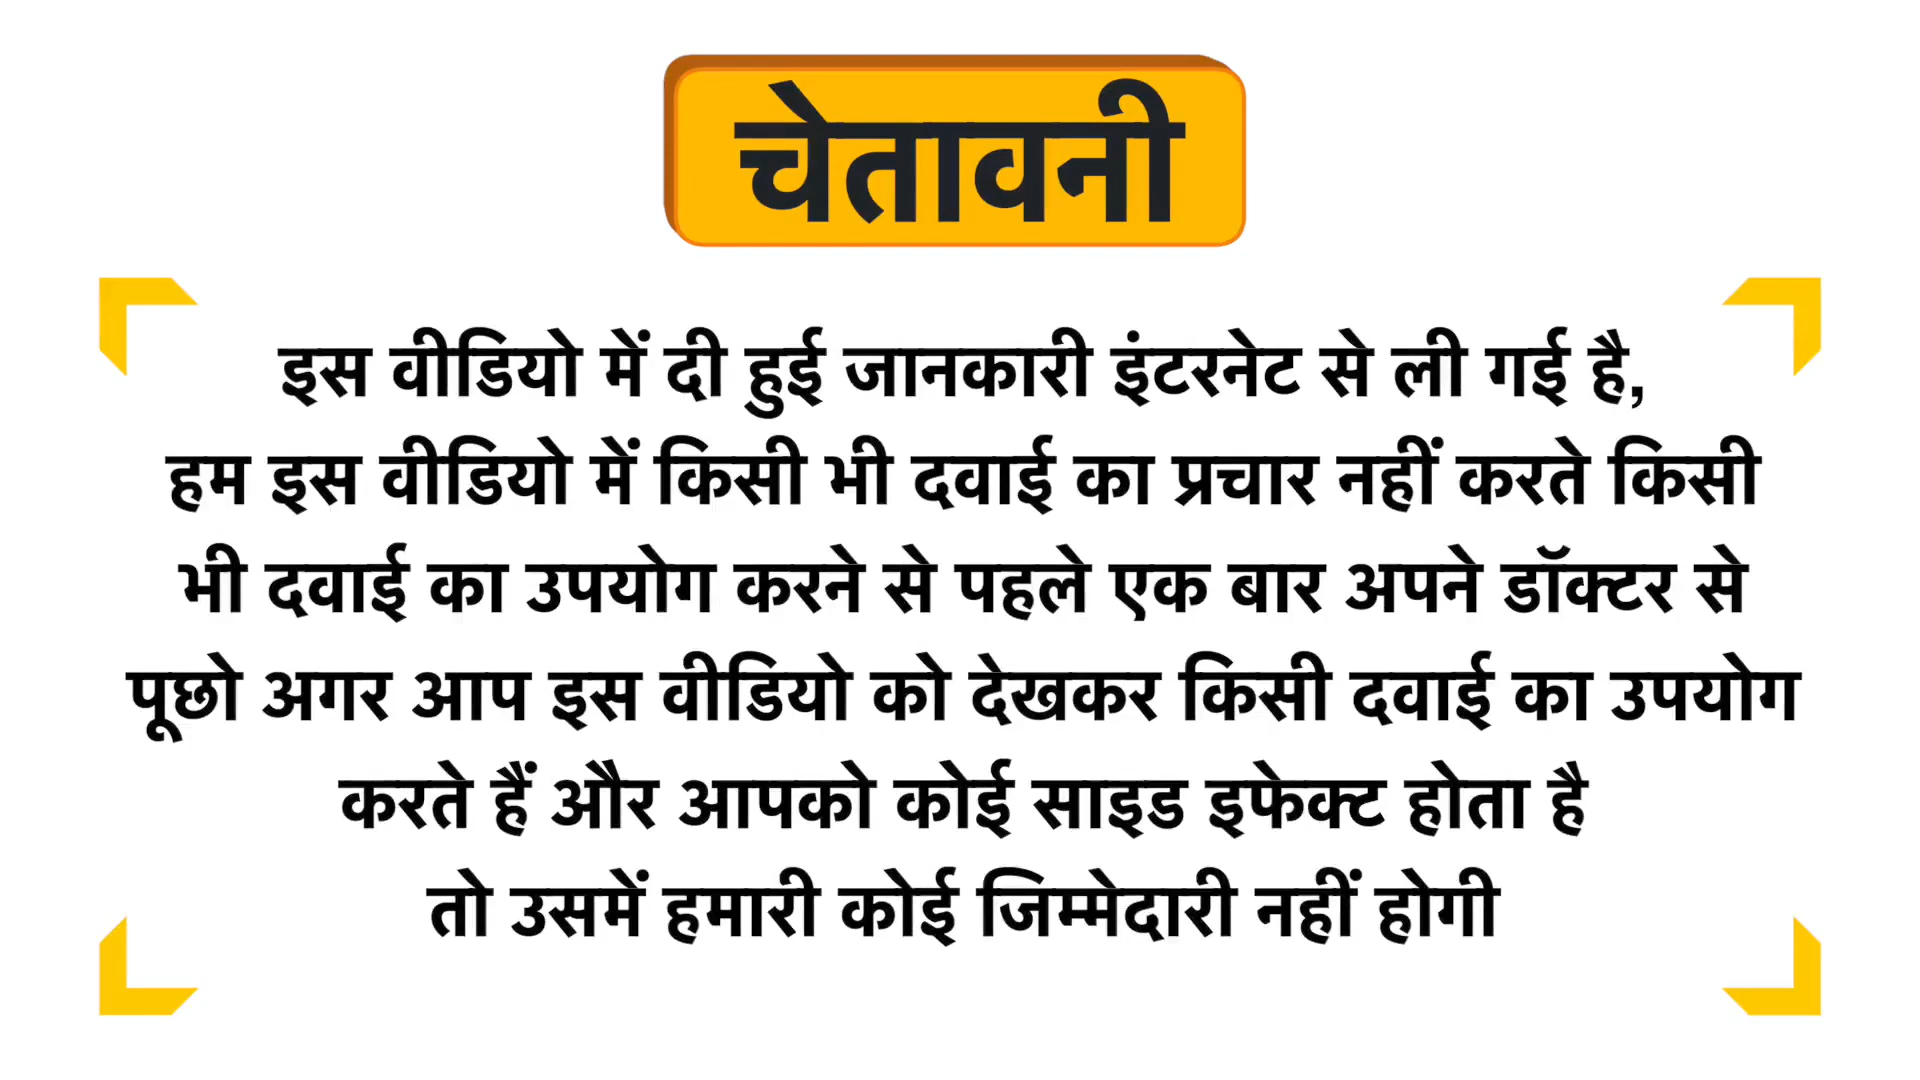 चेतावनी
इस वीडियो में दी हुई जानकारी इंटरनेट से ली गई है,
हम इस वीडियो में किसी भी दवाई का प्रचार नहीं करते किसी
भी दवाई का उपयोग करने से पहले एक बार अपने डॉक्टर से
पूछो अगर आप इस वीडियो को देखकर किसी दवाई का उपयोग
करते हैं और आपको कोई साइड इफेक्ट होता है
तो उसमें हमारी कोई जिम्मेदारी नहीं होगी